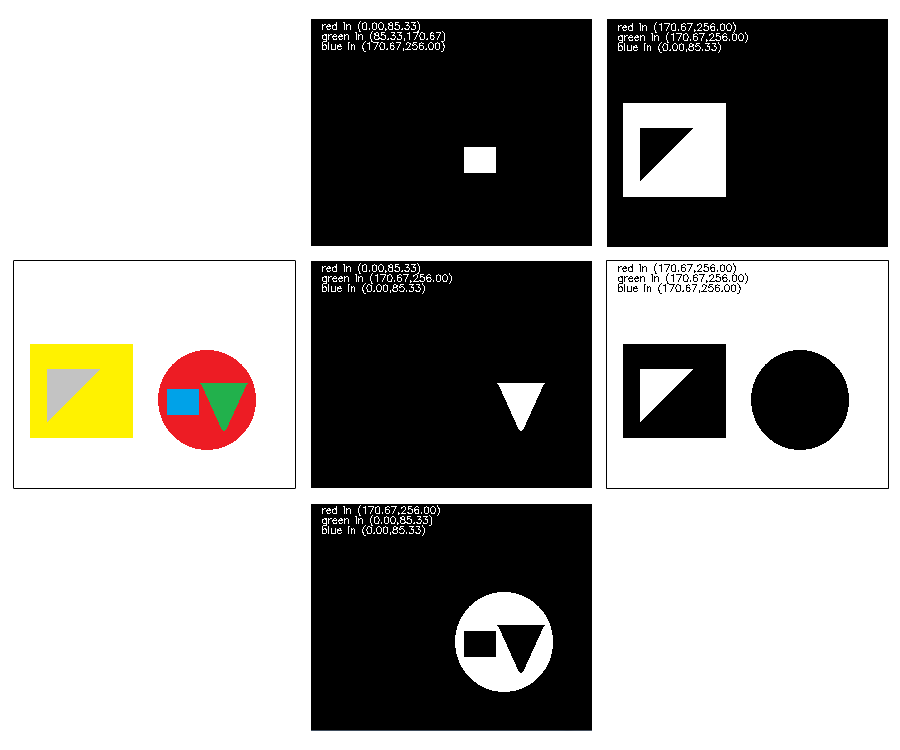 red in (0.00,85.33)
green in (85.33,170.67)
blue in (170.67,256.00)
red in (170.67,256.00)
green in (170.67,256.00)
blue in (0.00,85.33)
red in (0.00,85.33)
green in (170.67,256.00)
blue in (0.00,85.33)
red in (170.67,256.00)
green in (170.67,256.00)
blue in (170.67,256.00)
red in (170.67,256.00)
green in (0.00,85.33)
blue in (0.00,85.33)